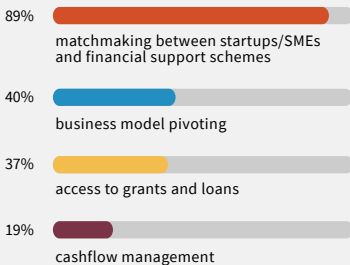 89%
matchmaking between startups/SMEs
and financial support schemes
40%
business model pivoting
37%
access to grants and loans
19%
cashflow management